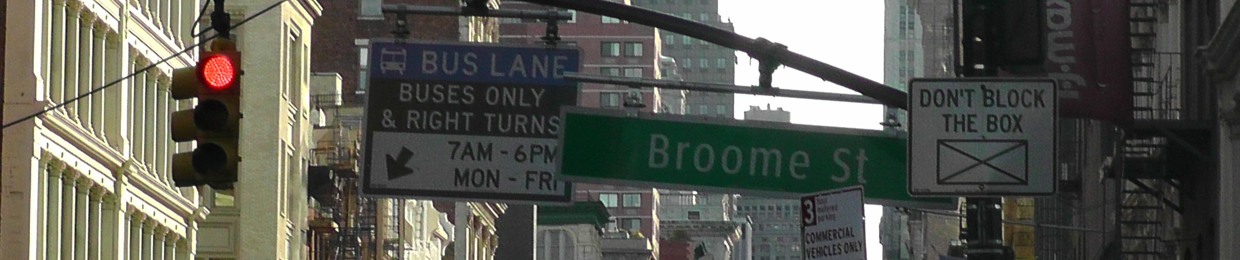 BUS LANE
BUSES ONLY
& RIGHT TURNS
7AM - 6PM
MON - FRI
Broome St
DON'T BLOCK
THE BOX
3
COMMERCIAL
VEHICLES ONLY